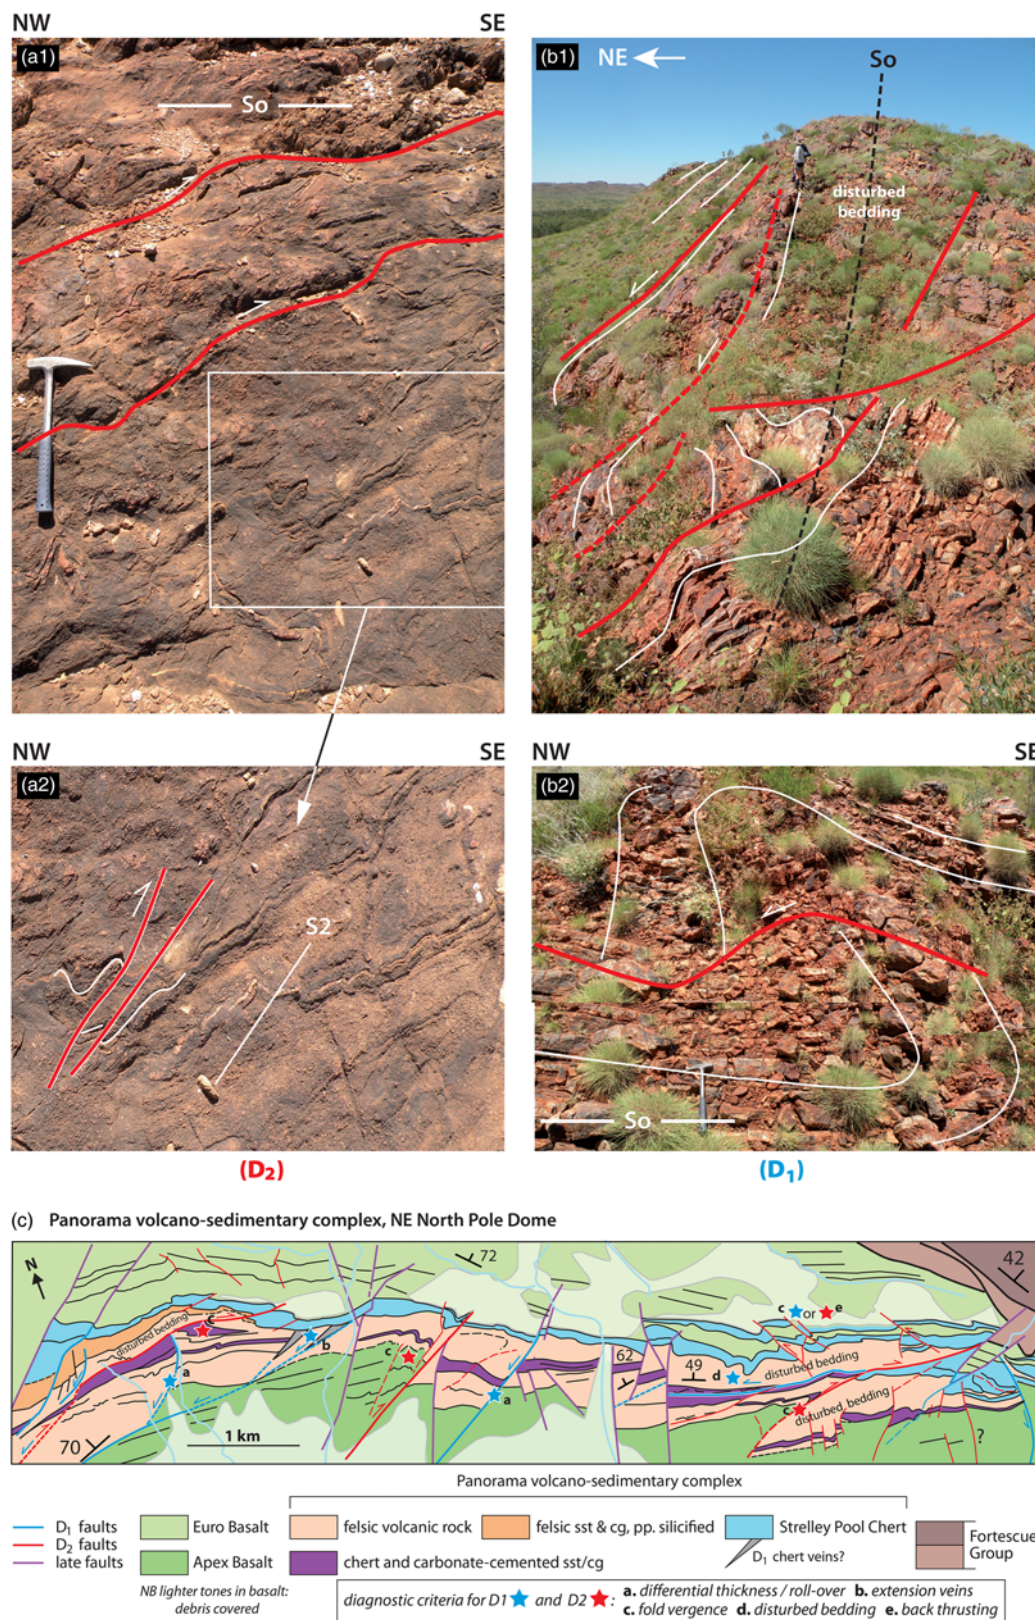 NW SE
(a1)
So
(b1)
NE
So
disturbed
bedding
NW SE
(a2)
S2
NW SE
(b2)
So
(D₂)
(D₁)
(c) Panorama volcano-sedimentary complex, NE North Pole Dome
N
72
42
c or e
disturbed bedding
c
b
a
c
a
62
49
d
disturbed bedding
c
disturbed bedding
70
1 km
?
Panorama volcano-sedimentary complex
D₁ faults
D₂ faults
late faults
Euro Basalt
Apex Basalt
felsic volcanic rock
chert and carbonate-cemented sst/cg
felsic sst & cg, pp. silicified
Strelley Pool Chert
D₁ chert veins?
Fortescue
Group
NB lighter tones in basalt:
debris covered
diagnostic criteria for D1 and D2 : a. differential thickness / roll-over b. extension veins
c. fold vergence d. disturbed bedding e. back thrusting